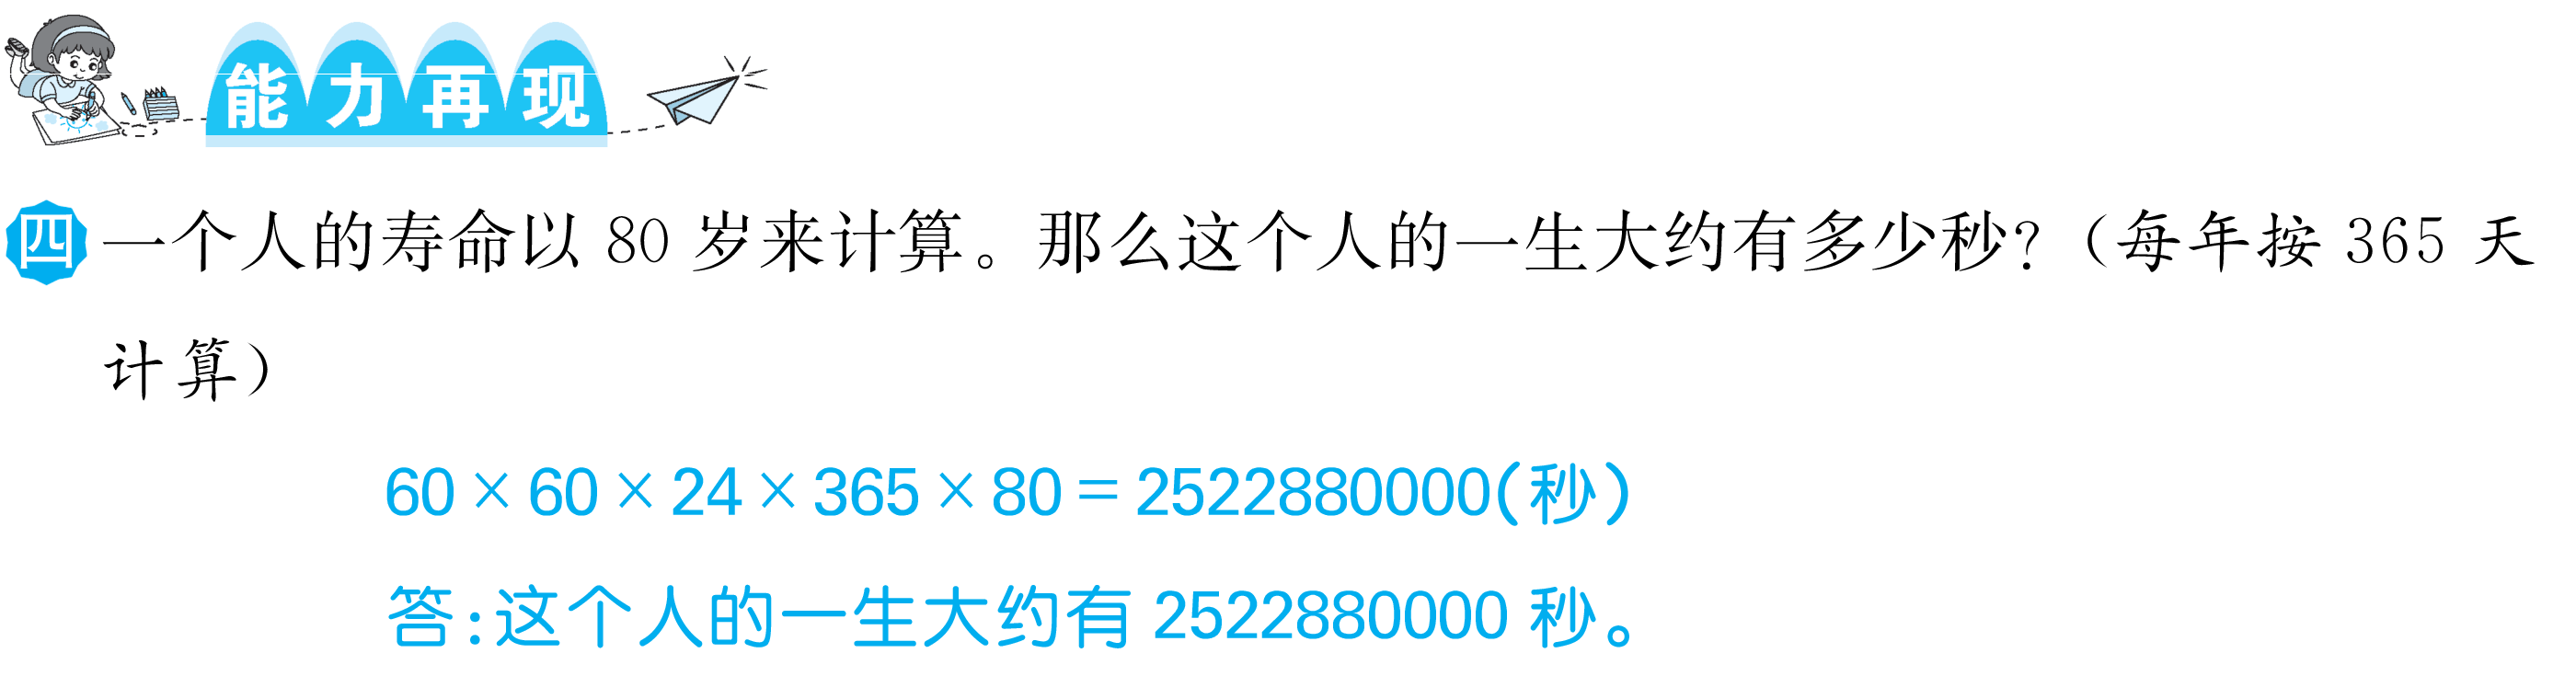 能力再现
四 一个人的寿命以 80 岁来计算。那么这个人的一生大约有多少秒?（每年按 365 天
计算）
60×60×24×365×80=2522880000(秒)
答:这个人的一生大约有 2522880000 秒。